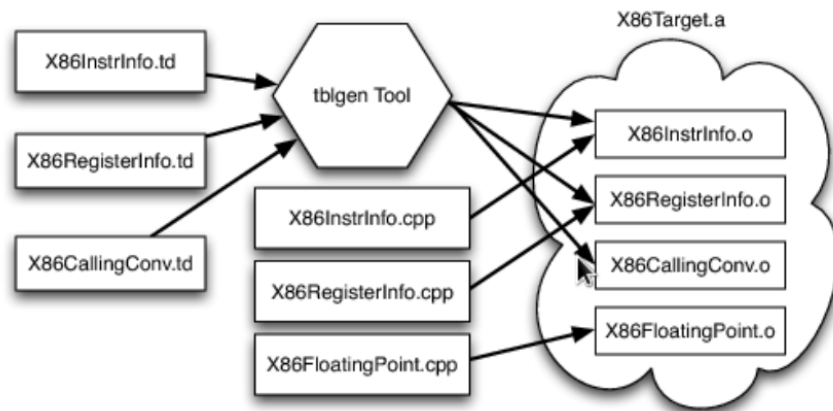 X86Target.a
X86InstrInfo.td
tblgen Tool
X86RegisterInfo.td
X86CallingConv.td
X86InstrInfo.cpp
X86RegisterInfo.cpp
X86FloatingPoint.cpp
X86InstrInfo.o
X86RegisterInfo.o
X86CallingConv.o
X86FloatingPoint.o